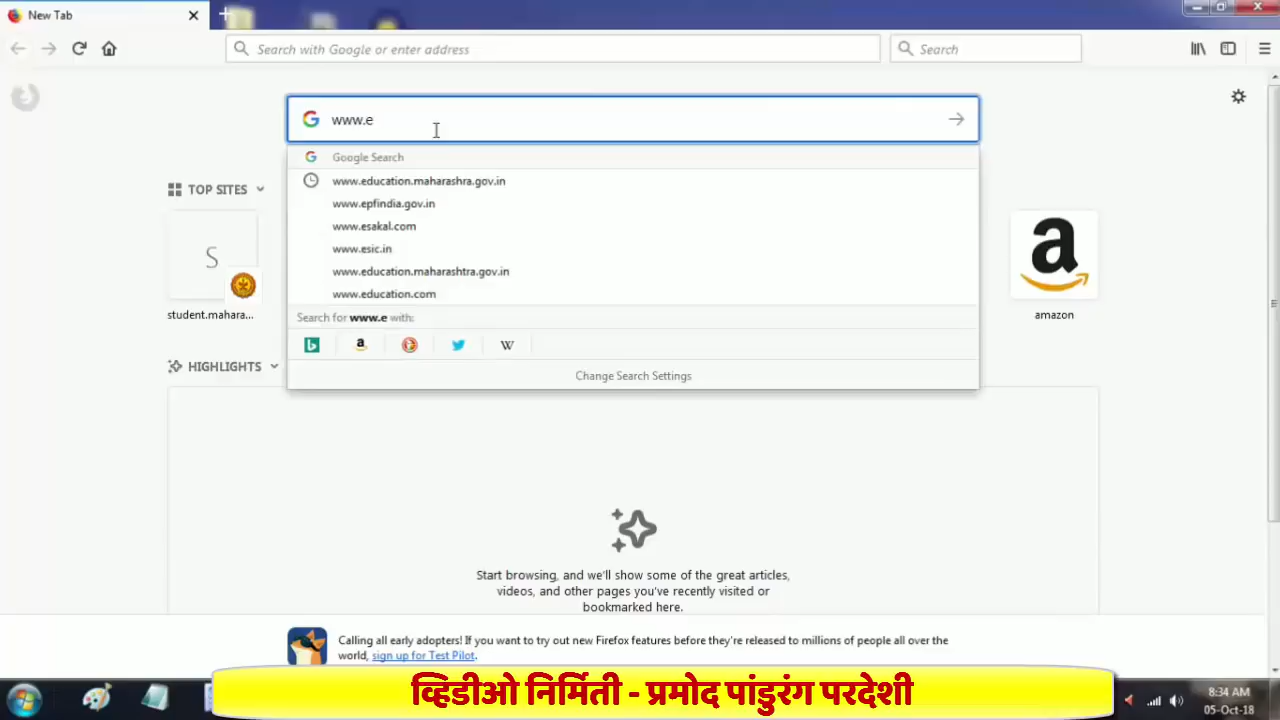 New Tab
Search with Google or enter address
Search
www.e
Google Search
www.education.maharashra.gov.in
www.epfindia.gov.in
www.esakal.com
www.esic.in
www.education.maharashtra.gov.in
www.education.com
Search for www.e with:
Change Search Settings
TOP SITES
S
student.mahara...
a
amazon
HIGHLIGHTS
Start browsing, and we'll show some of the great articles,
videos, and other pages you've recently visited or
bookmarked here.
Calling all early adopters! If you want to try out new Firefox features before they're released to millions of people all over the
world, sign up for Test Pilot.
व्हिडीओ निर्मिती - प्रमोद पांडुरंग परदेशी
8:34 AM
05-Oct-18